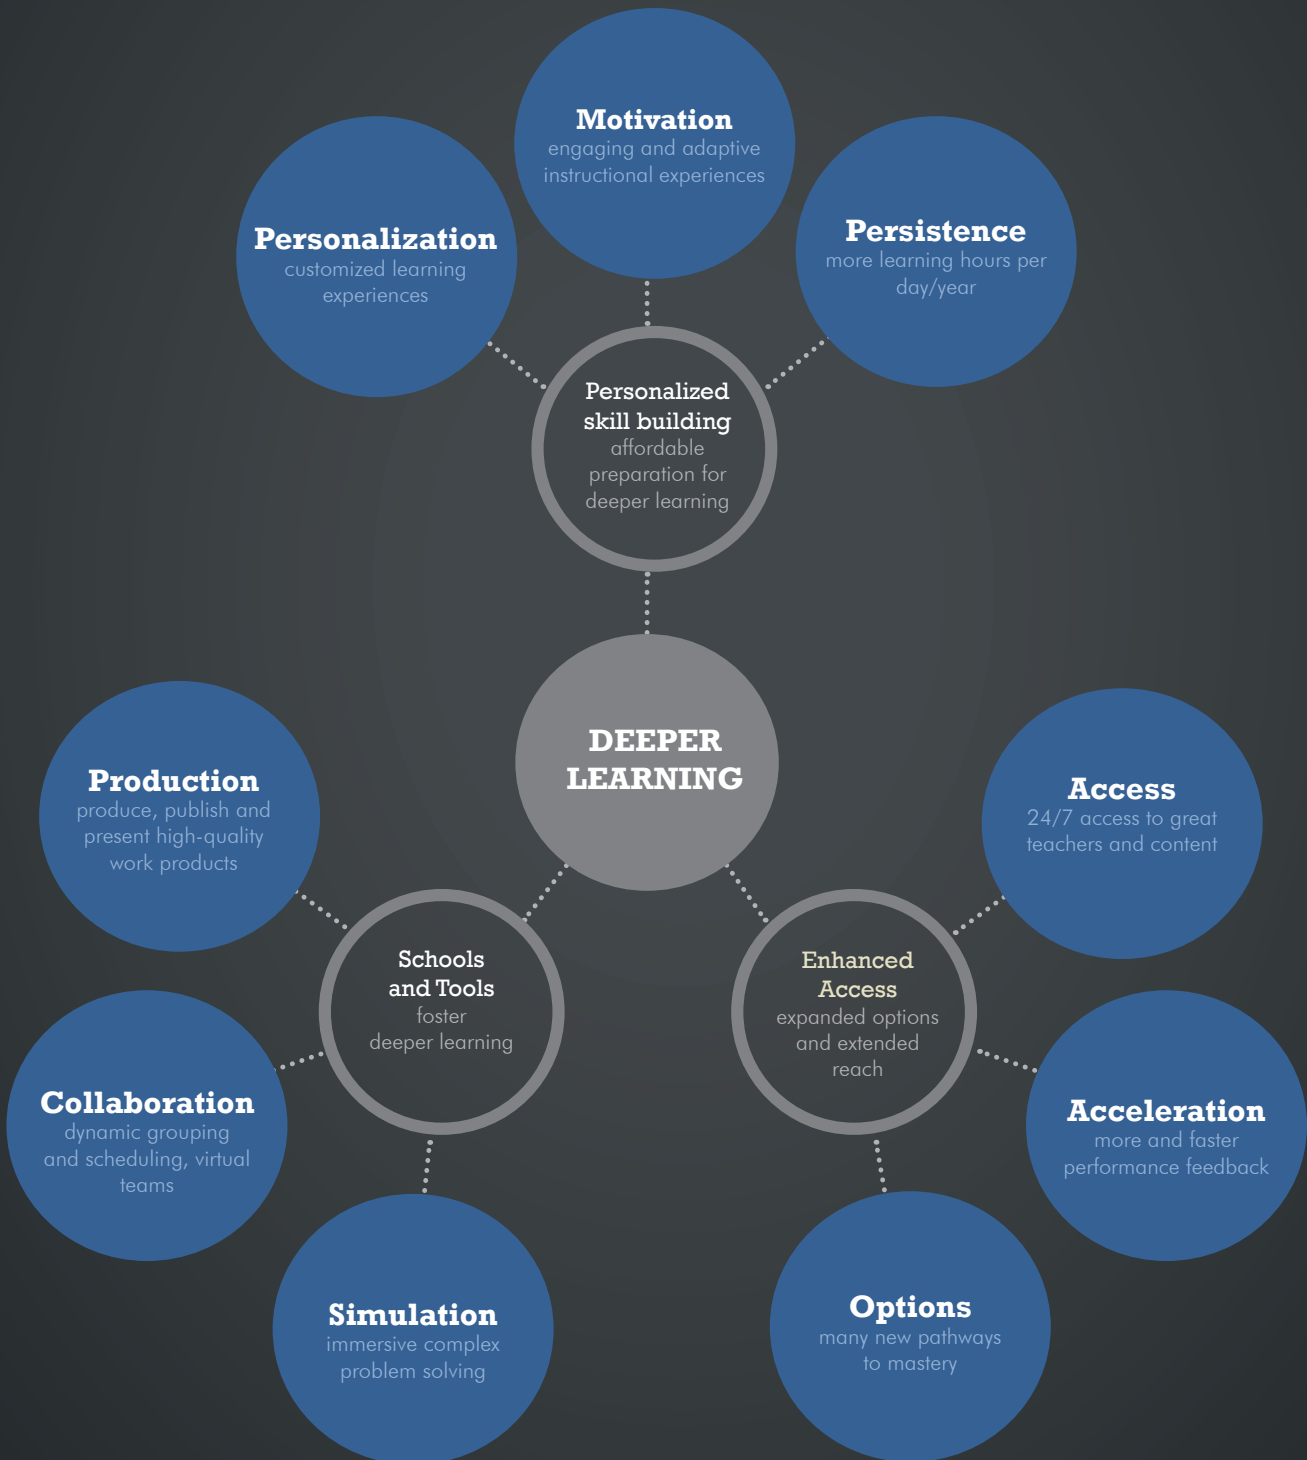 Motivation
engaging and adaptive
instructional experiences
Personalization
customized learning
experiences
Persistence
more learning hours per
day/year
Personalized
skill building
affordable
preparation for
deeper learning
DEEPER
LEARNING
Production
produce, publish and
present high-quality
work products
Access
24/7 access to great
teachers and content
Schools
and Tools
foster
deeper learning
Enhanced
Access
expanded options
and extended
reach
Collaboration
dynamic grouping
and scheduling, virtual
teams
Acceleration
more and faster
performance feedback
Simulation
immersive complex
problem solving
Options
many new pathways
to mastery